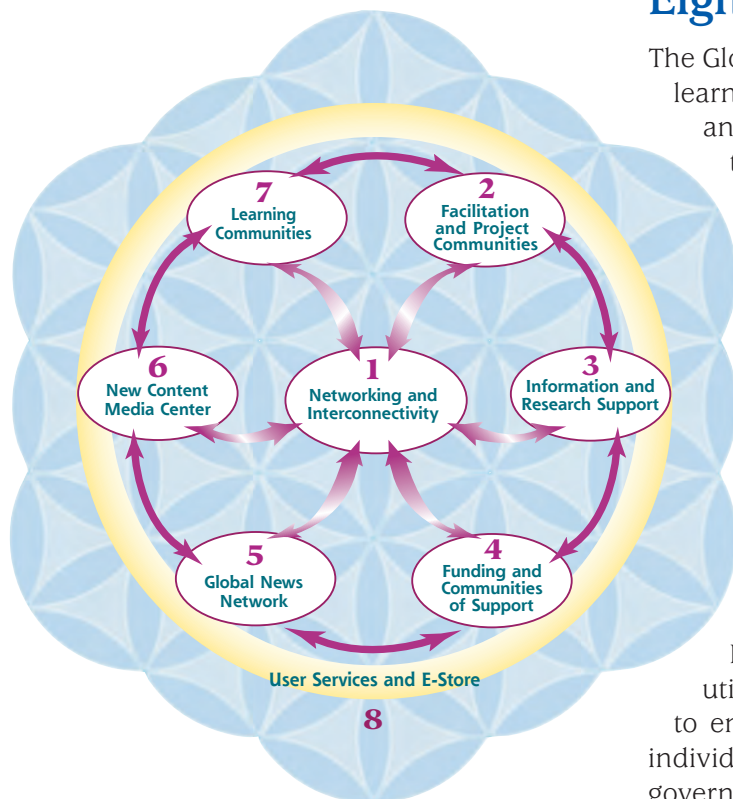 The Glo
learn
an
t
7
Learning
Communities
2
Facilitation
and Project
Communities
6
New Content
Media Center
1
Networking and
Interconnectivity
3
Information and
Research Support
5
Global News
Network
4
Funding and
Communities
of Support
User Services and E-Store
8
uti
to en
individ
govern